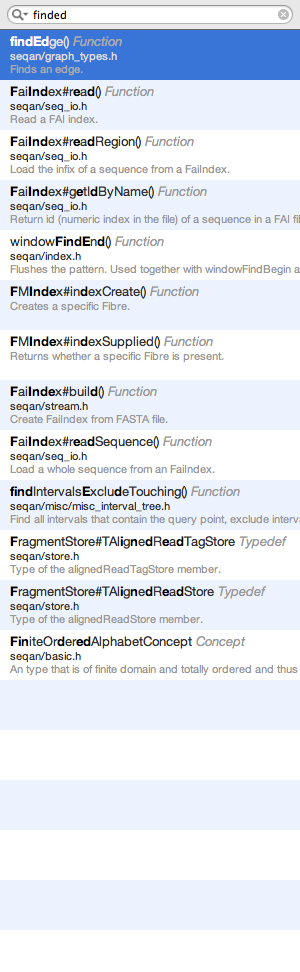 finded
findEdge() Function
seqan/graph_types.h
Finds an edge.
FaiIndex#read() Function
seqan/seq_io.h
Read a FAI index.
FaiIndex#readRegion() Function
seqan/seq_io.h
Load the infix of a sequence from a FaiIndex.
FaiIndex#getIdByName() Function
seqan/seq_io.h
Return id (numeric index in the file) of a sequence in a FAI fil
windowFindEnd() Function
seqan/index.h
Flushes the pattern. Used together with windowFindBegin a
FMIndex#indexCreate() Function
Creates a specific Fibre.
FMIndex#indexSupplied() Function
Returns whether a specific Fibre is present.
FaiIndex#build() Function
seqan/stream.h
Create FaiIndex from FASTA file.
FaiIndex#readSequence() Function
seqan/seq_io.h
Load a whole sequence from an FaiIndex.
findIntervalsExcludeTouching() Function
seqan/misc/misc_interval_tree.h
Find all intervals that contain the query point, exclude interva
FragmentStore#TAlignedReadTagStore Typedef
seqan/store.h
Type of the alignedReadTagStore member.
FragmentStore#TAlignedReadStore Typedef
seqan/store.h
Type of the alignedReadStore member.
FiniteOrderedAlphabetConcept Concept
seqan/basic.h
An type that is of finite domain and totally ordered and thus